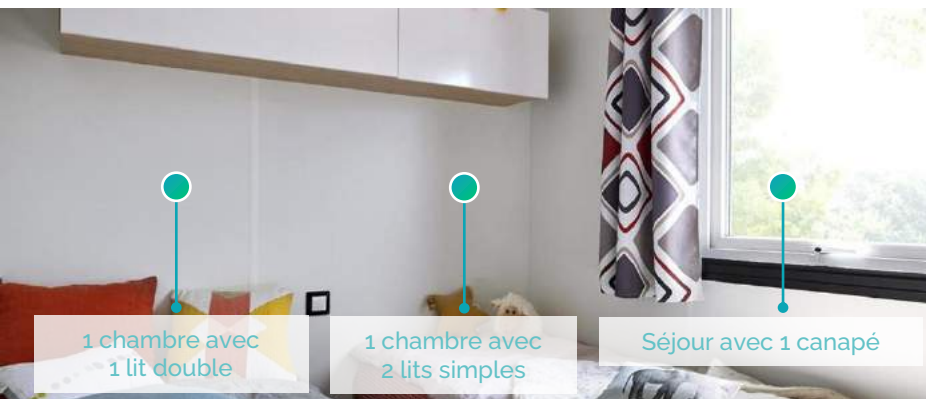 1 chambre avec
1 lit double
1 chambre avec
2 lits simples
Séjour avec 1 canapé